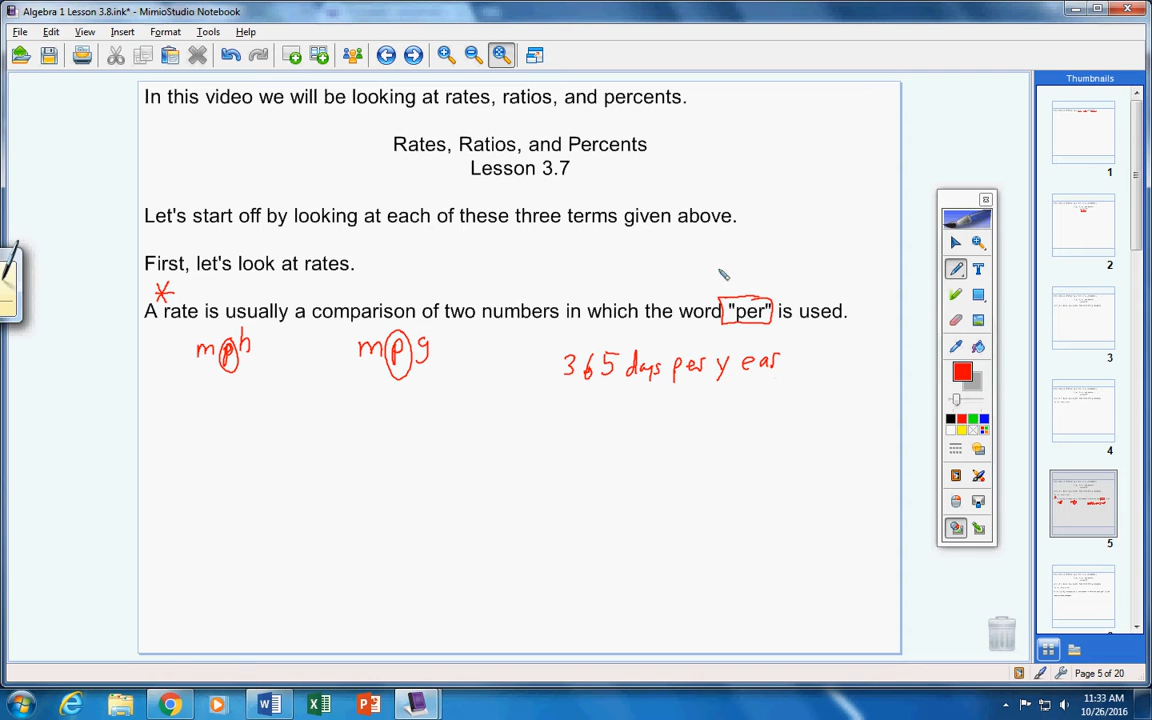 Algebra 1 Lesson 3.8.ink* - MimioStudio Notebook
File Edit View Insert Format Tools Help
In this video we will be looking at rates, ratios, and percents.
Rates, Ratios, and Percents
Lesson 3.7
Let's start off by looking at each of these three terms given above.
First, let's look at rates.
A rate is usually a comparison of two numbers in which the word "per" is used.
mph mpg 365 days per year
Thumbnails
1
2
3
4
5
Page 5 of 20
11:33 AM
10/26/2016